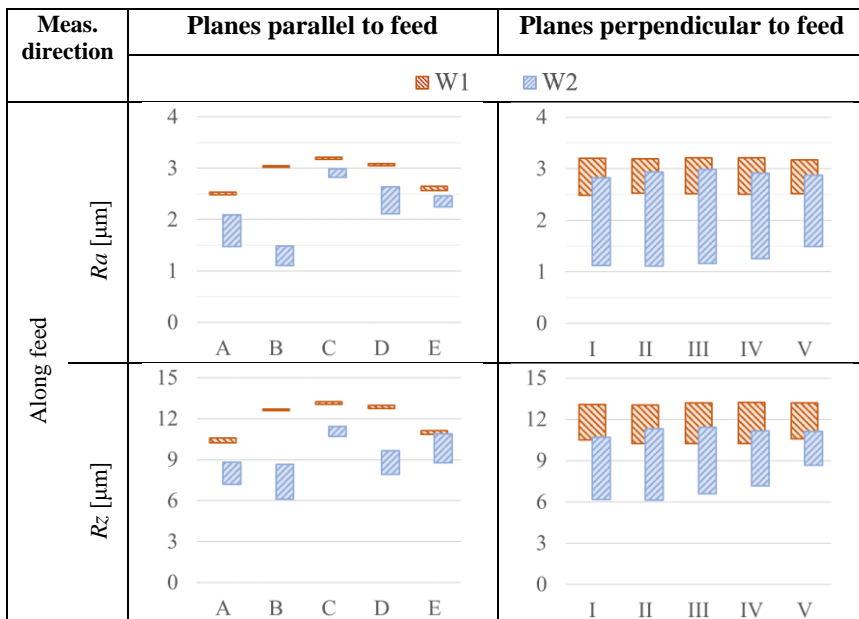 Meas. direction
Planes parallel to feed
Planes perpendicular to feed
W1 W2
Along feed
Ra [µm]
4
3
2
1
0
A B C D E
4
3
2
1
0
I II III IV V
Rz [µm]
15
12
9
6
3
0
A B C D E
15
12
9
6
3
0
I II III IV V